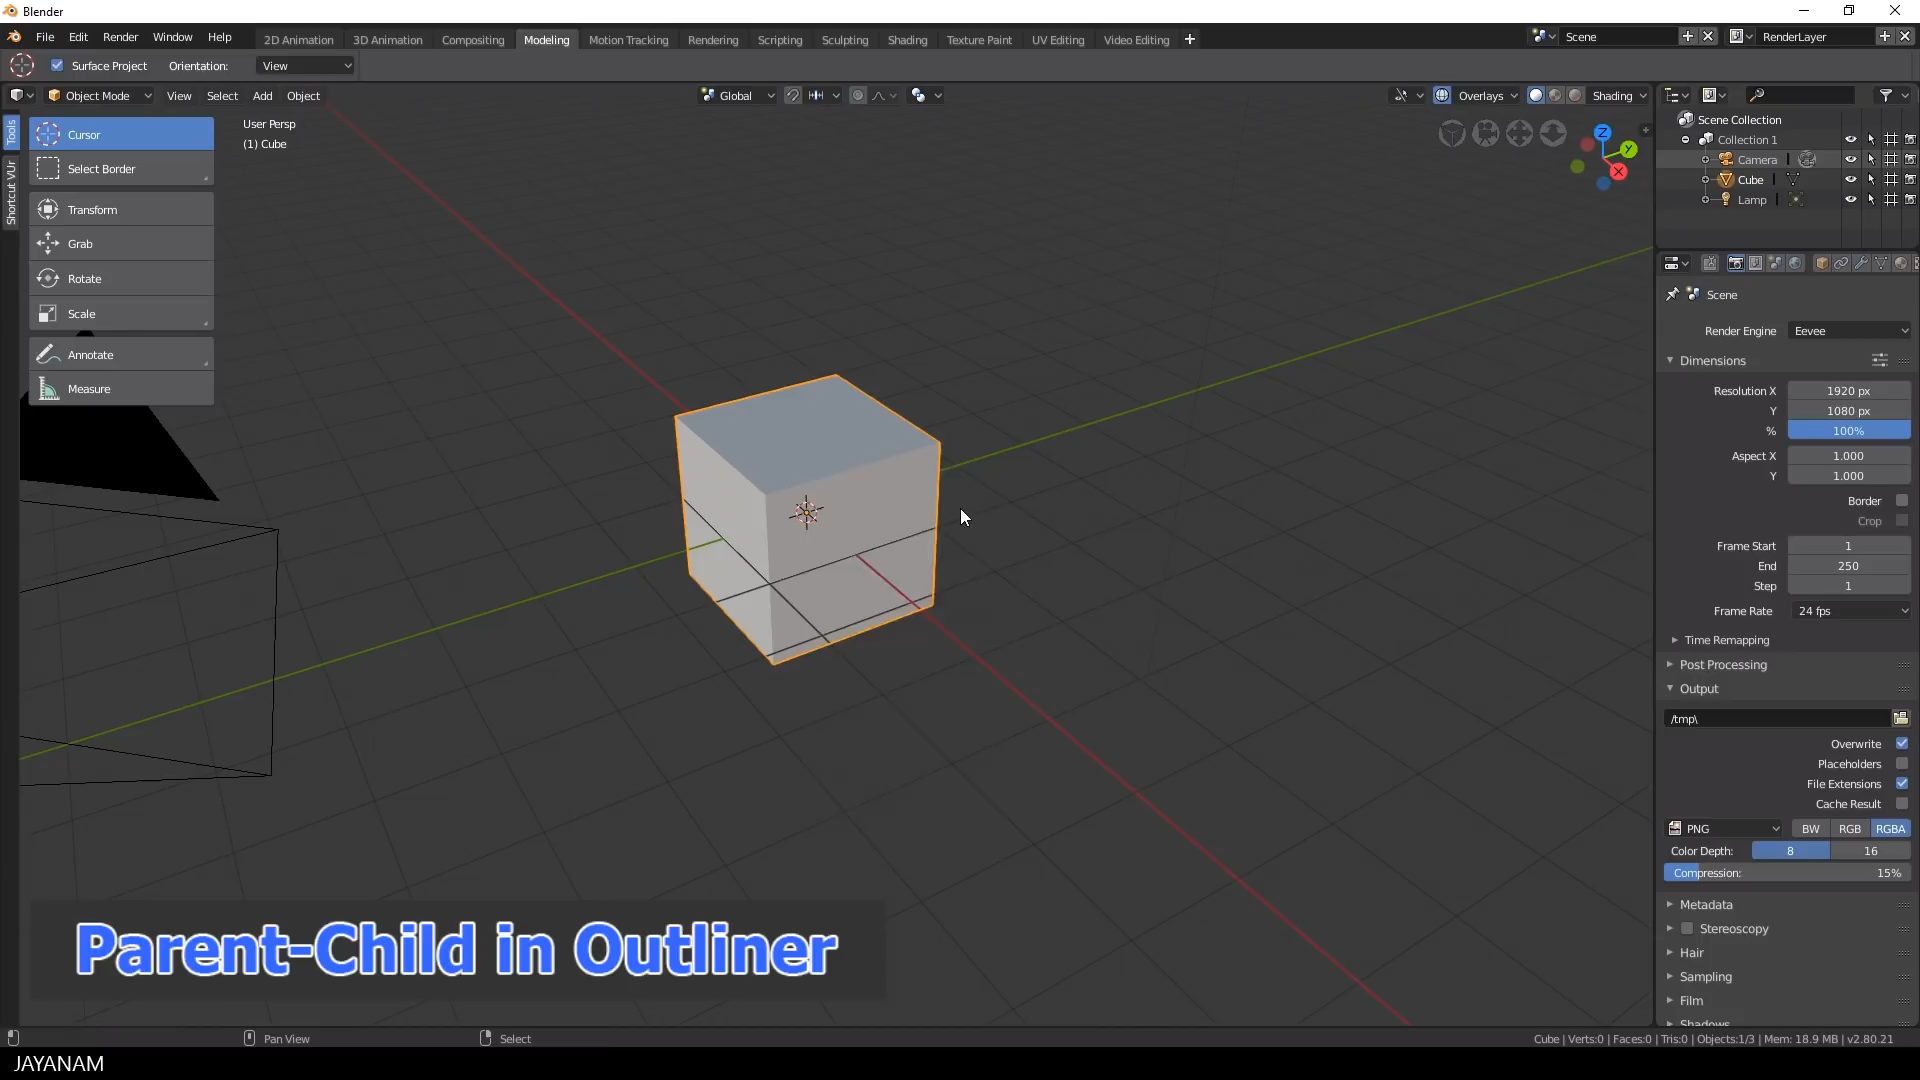 Blender
File Edit Render Window Help
2D Animation 3D Animation Compositing Modeling Motion Tracking Rendering Scripting Sculpting Shading Texture Paint UV Editing Video Editing
Scene
RenderLayer
Surface Project Orientation: View
Object Mode View Select Add Object
Global
Overlays
Shading
Tools
Shortcut VUr
Cursor
Select Border
Transform
Grab
Rotate
Scale
Annotate
Measure
User Persp
(1) Cube
Z
Y
X
Scene Collection
Collection 1
Camera
Cube
Lamp
Scene
Render Engine Eevee
Dimensions
Resolution X 1920 px
Y 1080 px
% 100%
Aspect X 1.000
Y 1.000
Border
Crop
Frame Start 1
End 250
Step 1
Frame Rate 24 fps
Time Remapping
Post Processing
Output
/tmp\
Overwrite
Placeholders
File Extensions
Cache Result
PNG BW RGB RGBA
Color Depth: 8 16
Compression: 15%
Metadata
Stereoscopy
Hair
Sampling
Film
Shadows
Parent-Child in Outliner
Pan View
Select
Cube | Verts:0 | Faces:0 | Tris:0 | Objects:1/3 | Mem: 18.9 MB | v2.80.21
JAYANAM